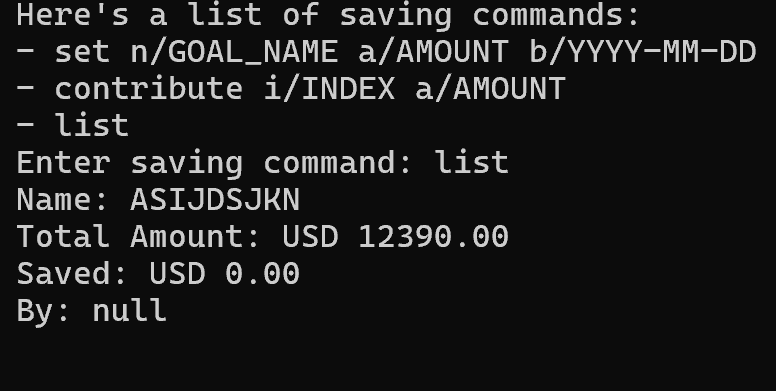 Here's a list of saving commands:
- set n/GOAL_NAME a/AMOUNT b/YYYY-MM-DD
- contribute i/INDEX a/AMOUNT
- list
Enter saving command: list
Name: ASIJDSJKN
Total Amount: USD 12390.00
Saved: USD 0.00
By: null